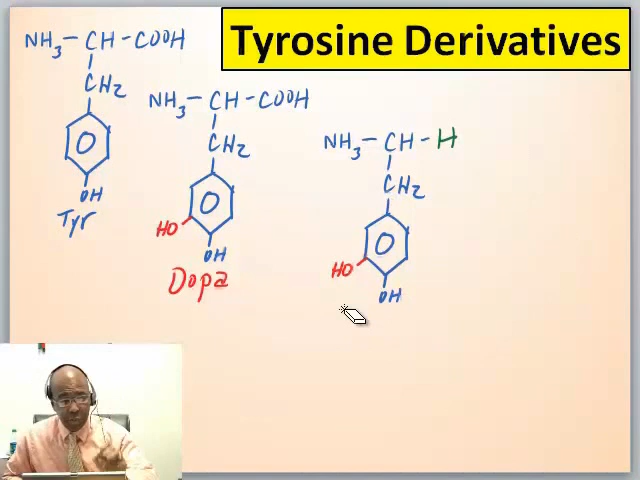 Tyrosine Derivatives
NH3-CH-COOH
CH2
OH
Tyr
NH3-CH-COOH
CH2
HO
OH
Dopa
NH3-CH-H
CH2
HO
OH